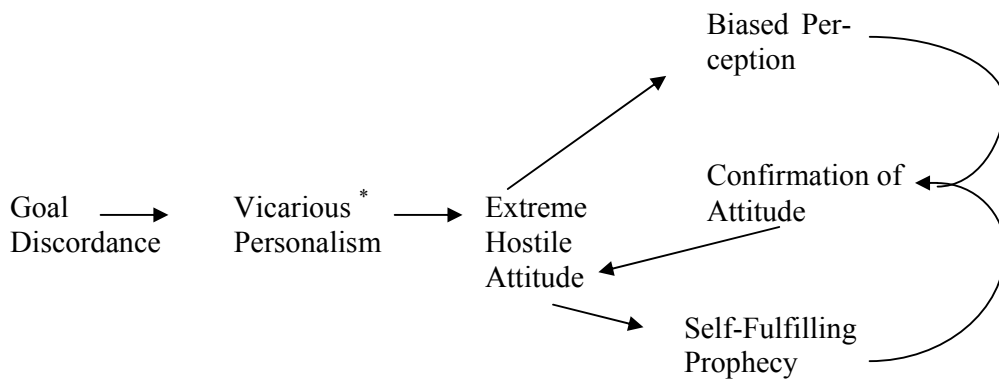 Biased Per-
ception
Goal
Discordance
Vicarious *
Personalism
Extreme
Hostile
Attitude
Confirmation of
Attitude
Self-Fulfilling
Prophecy